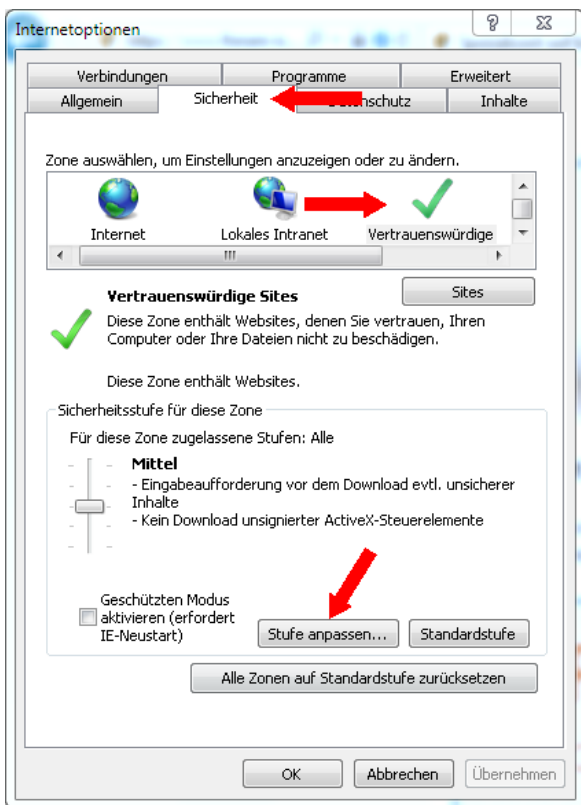 Internetoptionen
Verbindungen Programme Erweitert
Allgemein Sicherheit Datenschutz Inhalte
Zone auswählen, um Einstellungen anzuzeigen oder zu ändern.
Internet Lokales Intranet Vertrauenswürdige
Vertrauenswürdige Sites Sites
Diese Zone enthält Websites, denen Sie vertrauen, Ihren
Computer oder Ihre Dateien nicht zu beschädigen.
Diese Zone enthält Websites.
Sicherheitsstufe für diese Zone
Für diese Zone zugelassene Stufen: Alle
Mittel
- Eingabeaufforderung vor dem Download evtl. unsicherer
Inhalte
- Kein Download unsignierter ActiveX-Steuerelemente
Geschützten Modus
aktivieren (erfordert
IE-Neustart)
Stufe anpassen... Standardstufe
Alle Zonen auf Standardstufe zurücksetzen
OK Abbrechen Übernehmen